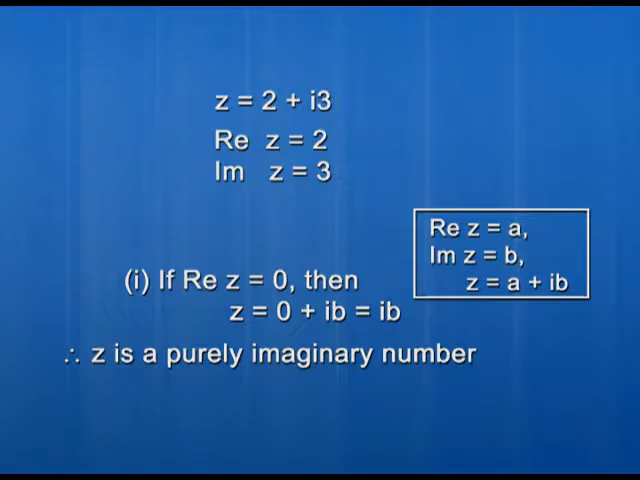 z = 2 + i3
Re z = 2
Im z = 3
Re z = a,
Im z = b,
z = a + ib
(i) If Re z = 0, then
z = 0 + ib = ib
∴ z is a purely imaginary number